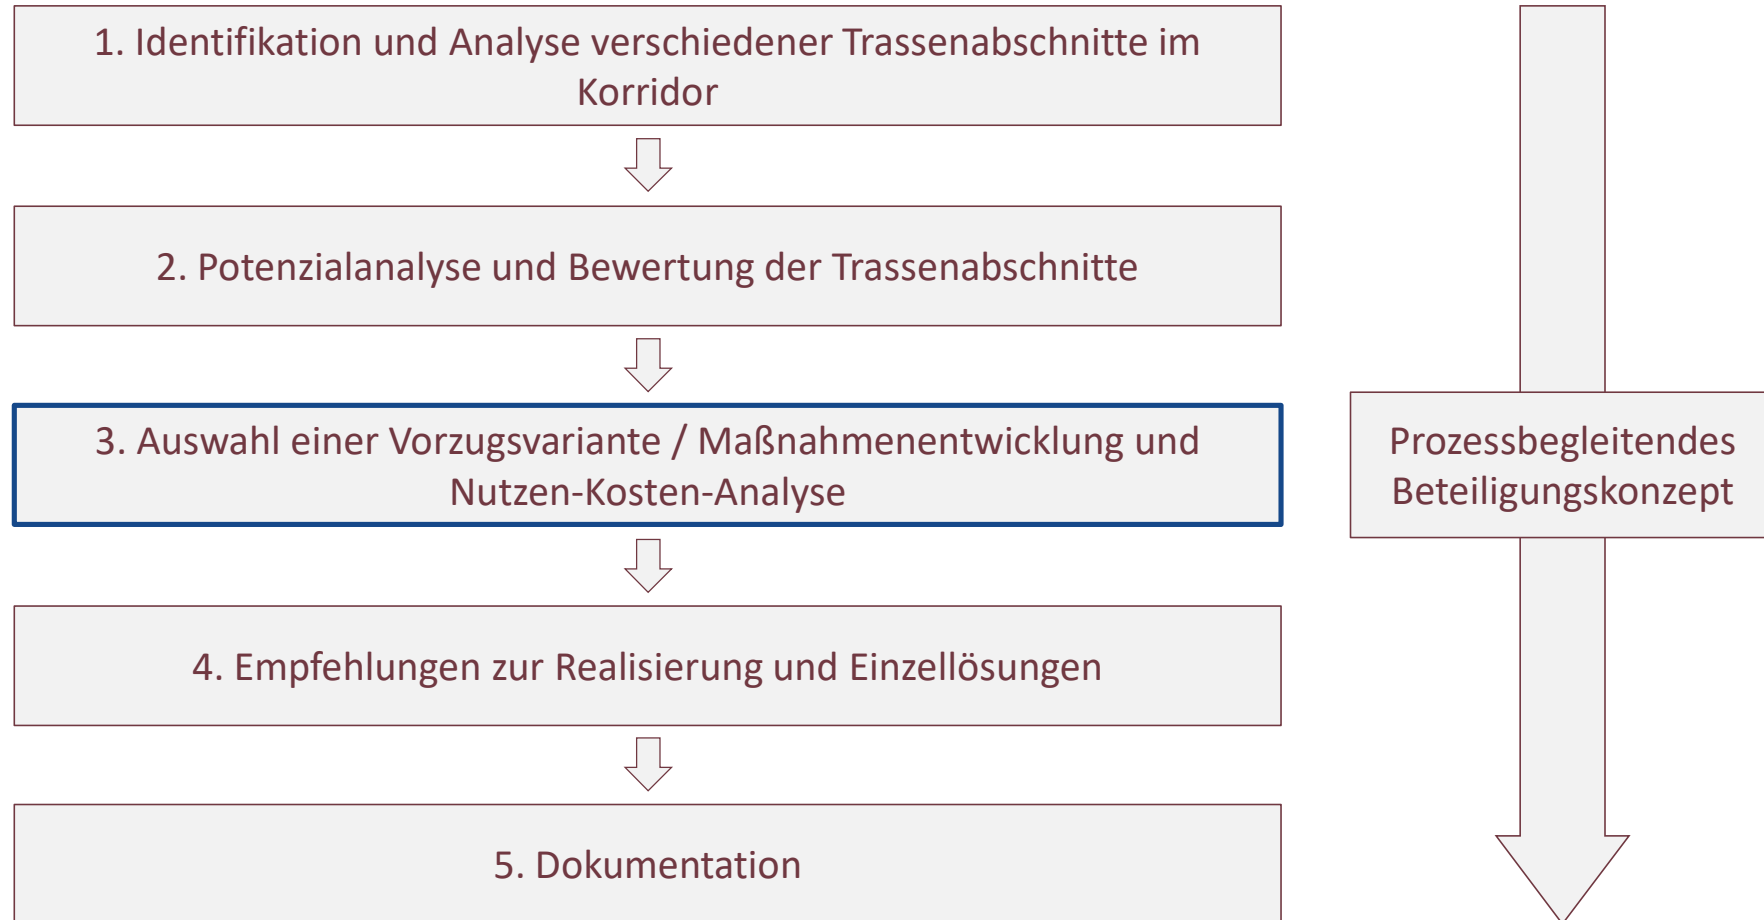 1. Identifikation und Analyse verschiedener Trassenabschnitte im
Korridor
2. Potenzialanalyse und Bewertung der Trassenabschnitte
3. Auswahl einer Vorzugsvariante / Maßnahmenentwicklung und
Nutzen-Kosten-Analyse
4. Empfehlungen zur Realisierung und Einzellösungen
5. Dokumentation
Prozessbegleitendes
Beteiligungskonzept